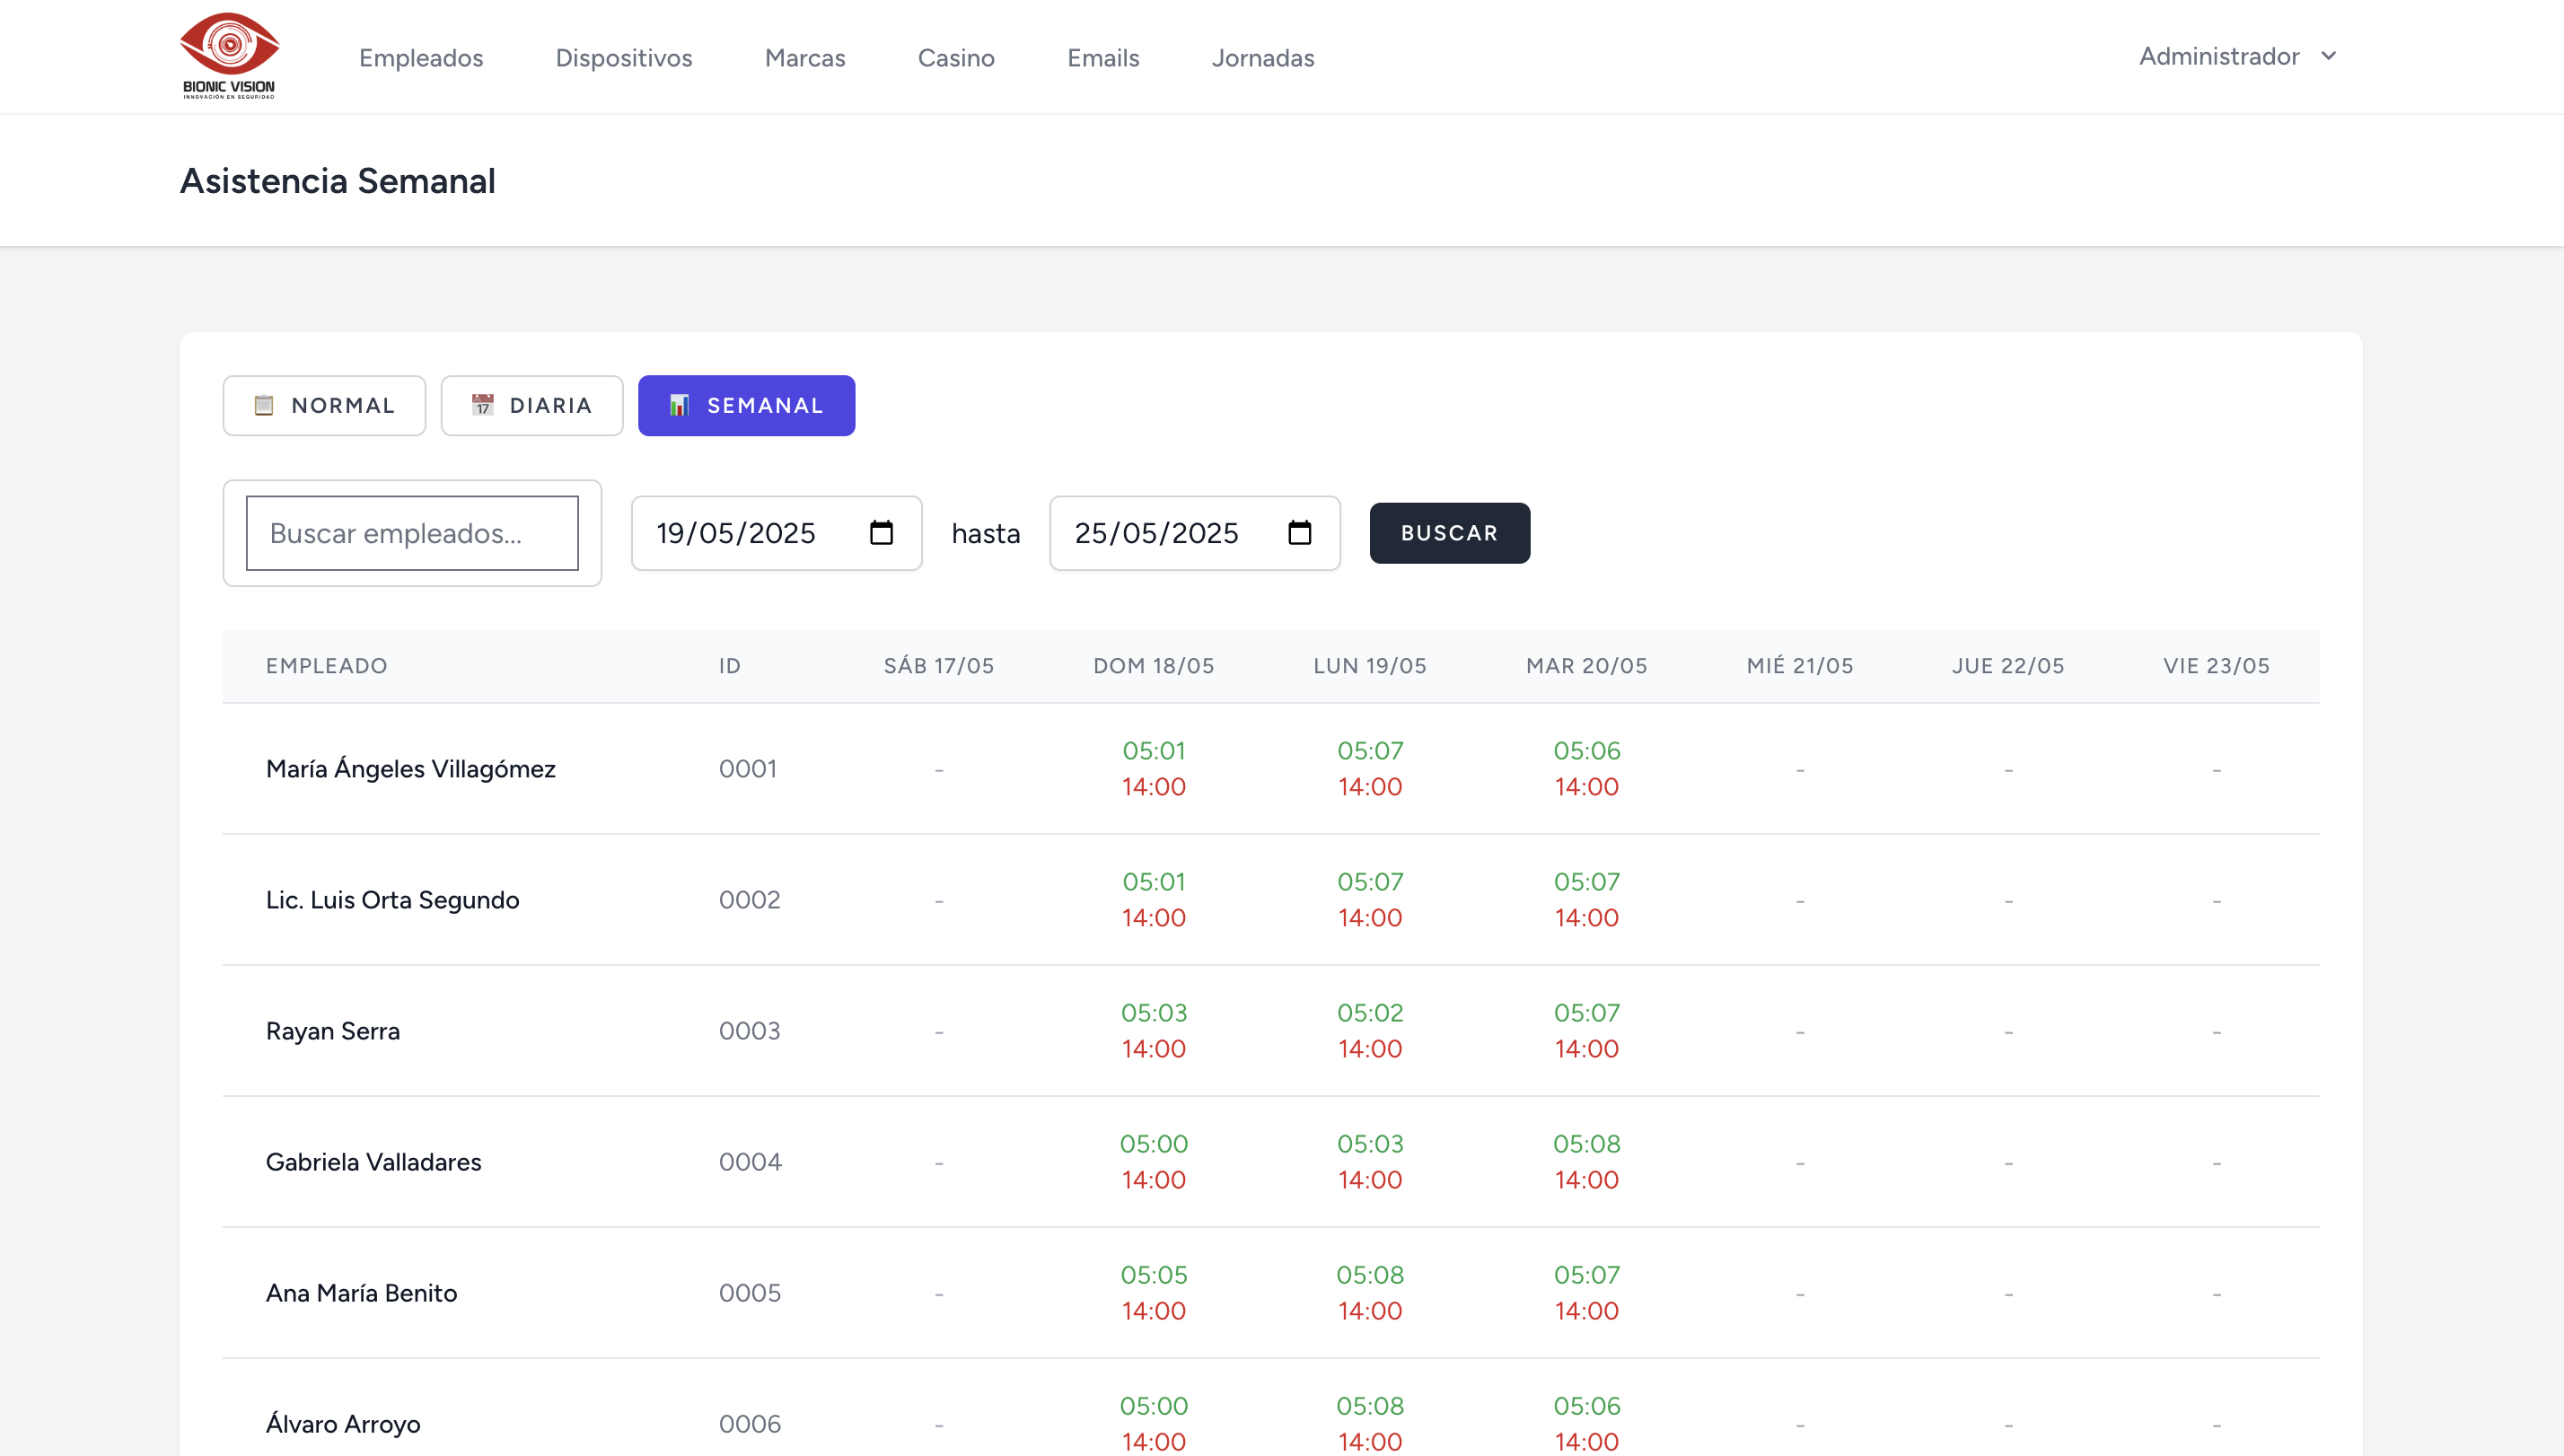 BIONIC VISION
INNOVACIÓN EN SEGURIDAD
Empleados Dispositivos Marcas Casino Emails Jornadas Administrador
Asistencia Semanal
NORMAL 17 DIARIA SEMANAL
Buscar empleados... 19/05/2025 hasta 25/05/2025 BUSCAR
EMPLEADO ID SÁB 17/05 DOM 18/05 LUN 19/05 MAR 20/05 MIÉ 21/05 JUE 22/05 VIE 23/05
05:01 05:07 05:06
María Ángeles Villagómez 0001 - - - -
14:00 14:00 14:00
05:01 05:07 05:07
Lic. Luis Orta Segundo 0002 - - - -
14:00 14:00 14:00
05:03 05:02 05:07
Rayan Serra 0003 - - - -
14:00 14:00 14:00
05:00 05:03 05:08
Gabriela Valladares 0004 - - - -
14:00 14:00 14:00
05:05 05:08 05:07
Ana María Benito 0005 - - - -
14:00 14:00 14:00
05:00 05:08 05:06
Álvaro Arroyo 0006 - - - -
14:00 14:00 14:00